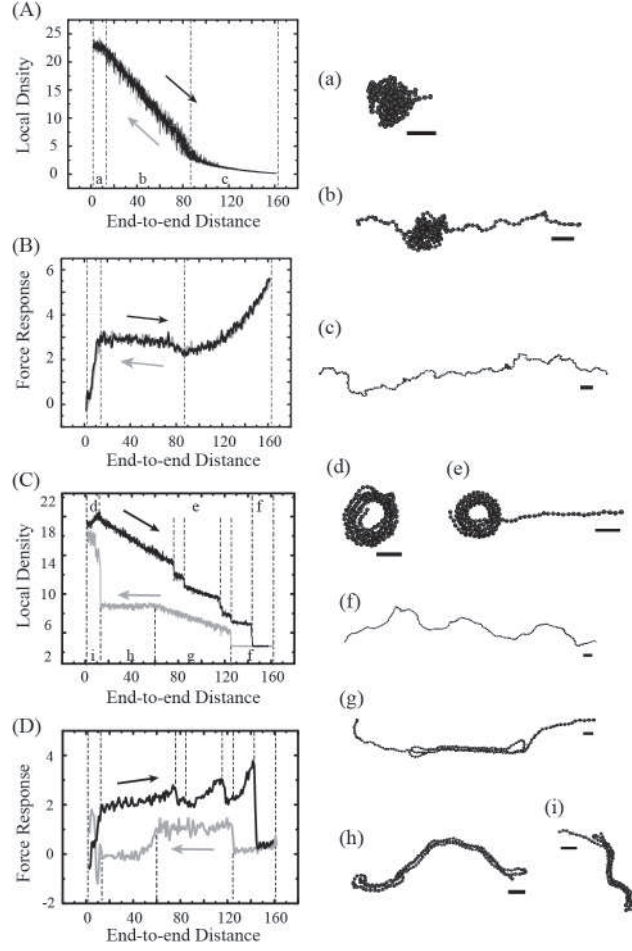 (A)
Local Dnsity
25
20
15
10
5
0
a b c
0 40 80 120 160
End-to-end Distance
(B)
Force Response
6
4
2
0
0 40 80 120 160
End-to-end Distance
(C)
Local Density
22
18
14
10
6
2
d e f
i h g f
0 40 80 120 160
End-to-end Distance
(D)
Force Response
4
2
0
-2
0 40 80 120 160
End-to-end Distance
(a)
(b)
(c)
(d) (e)
(f)
(g)
(h) (i)